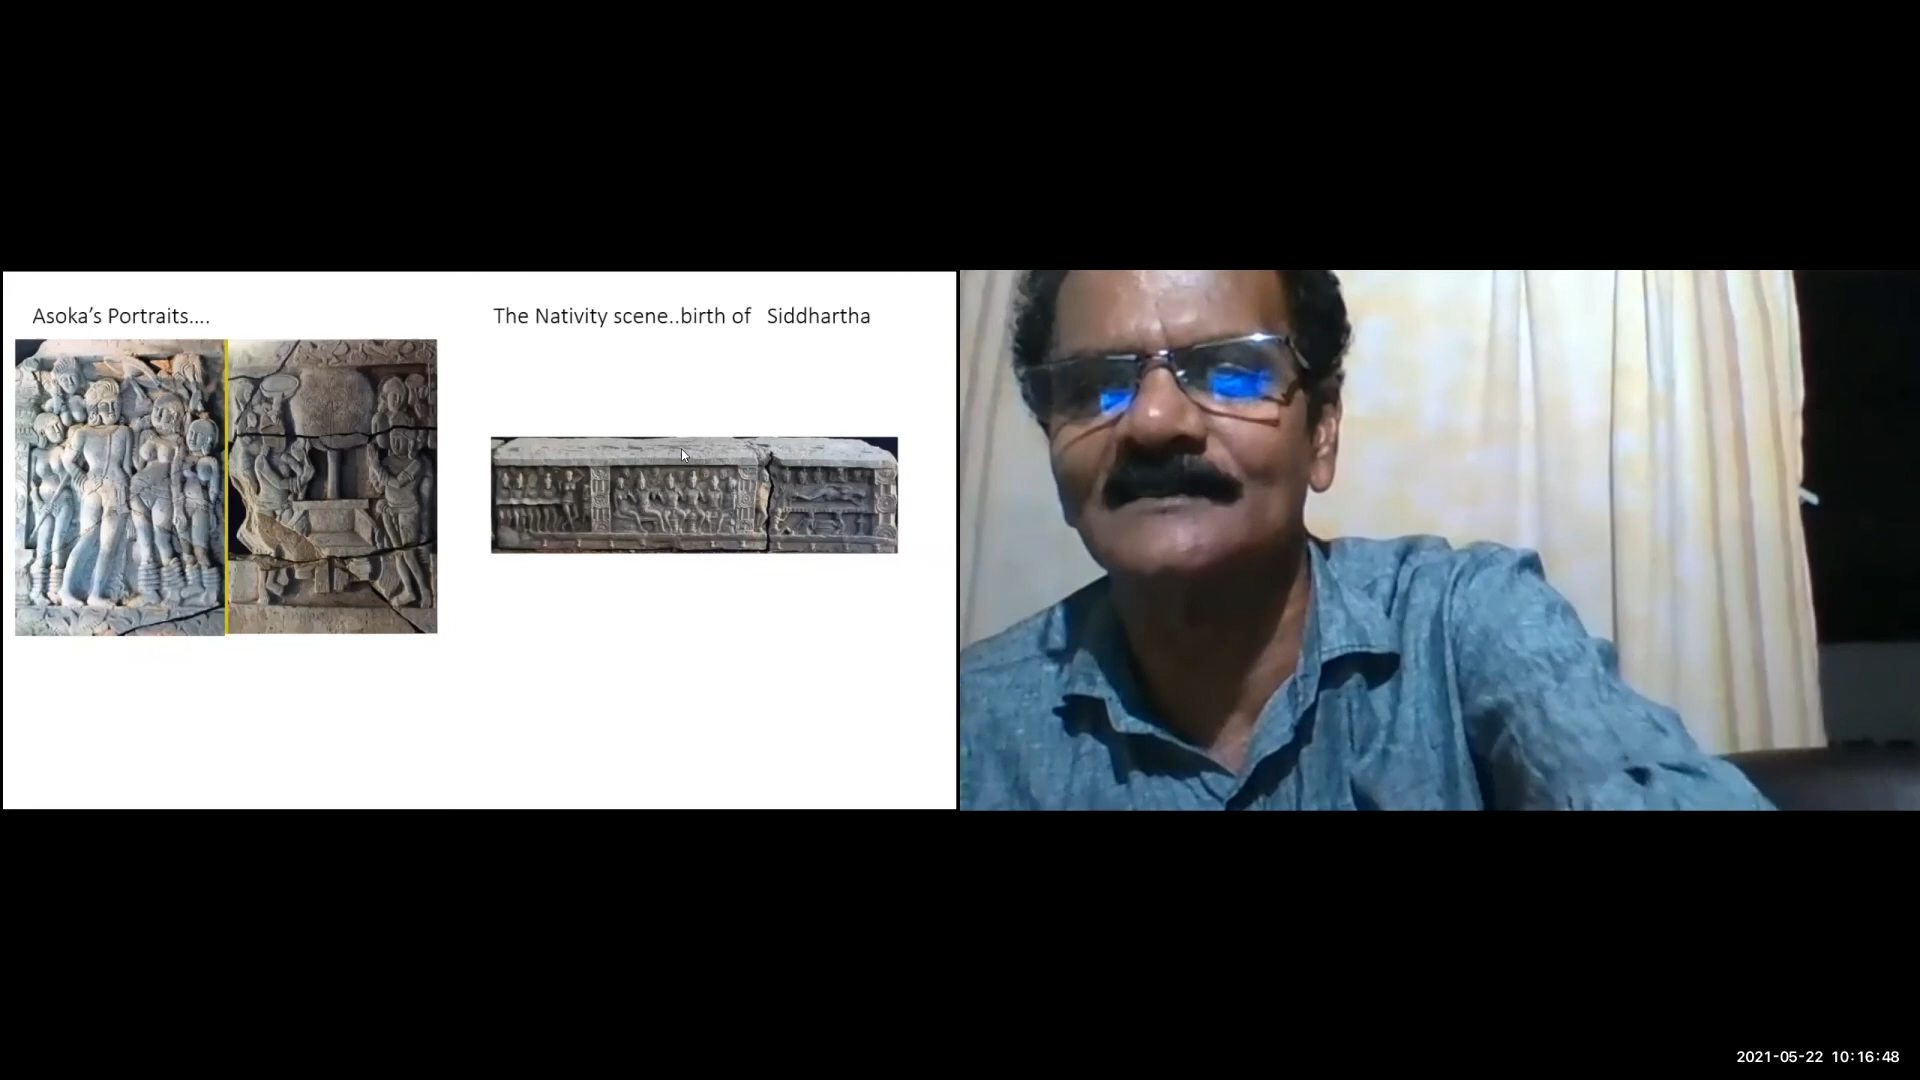 Asoka's Portraits....
The Nativity scene..birth of Siddhartha
2021-05-22 10:16:48